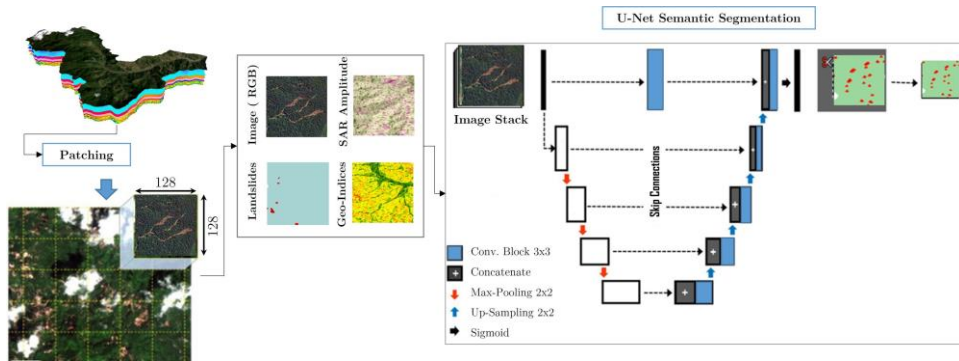 U-Net Semantic Segmentation
Patching
128
128
Image ( RGB)
SAR Amplitude
Landslides
Geo-Indices
Image Stack
Skip Connections
Conv. Block 3x3
Concatenate
Max-Pooling 2x2
Up-Sampling 2x2
Sigmoid